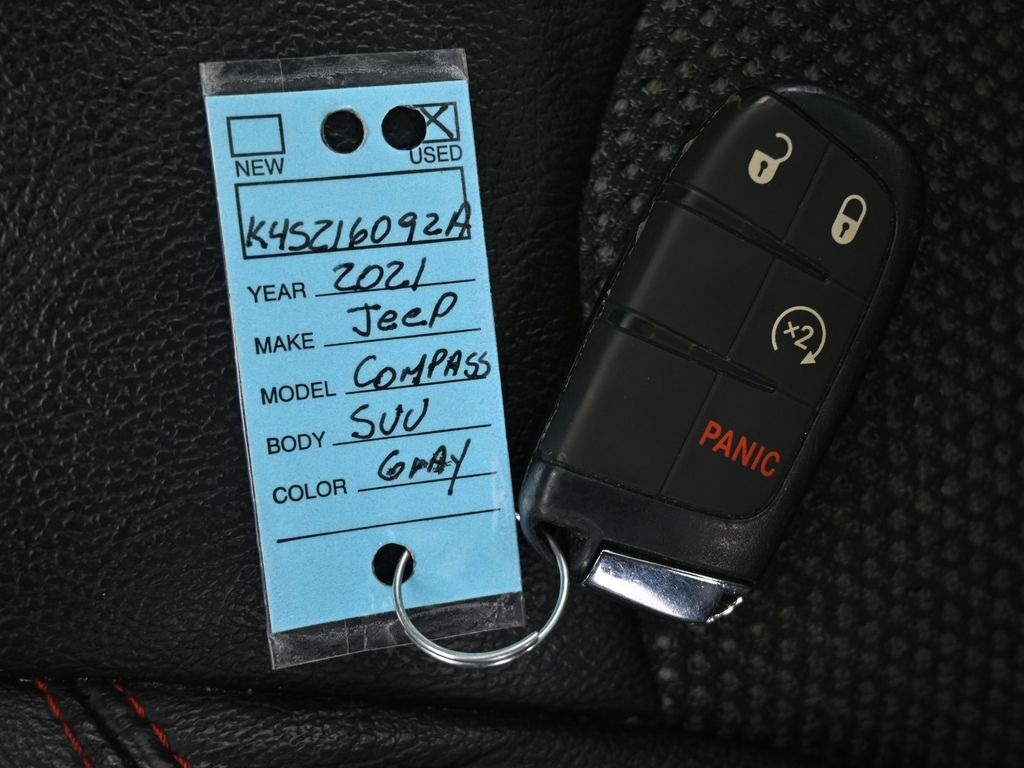 NEW
USED
K4SZ16092A
YEAR 2021
MAKE Jeep
MODEL COMPASS
BODY SUV
COLOR GrAY
×2
PANIC